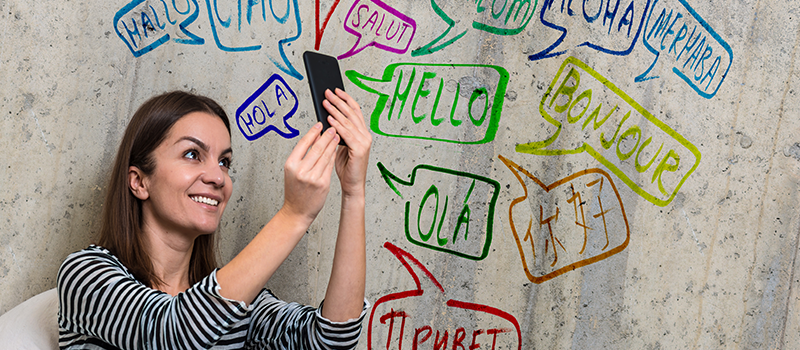 HALLO
CIAO
SALUT
ALOHA
MERHABA
HOLA
HELLO
BONJOUR
OLÁ
你好
ПРИВЕТ